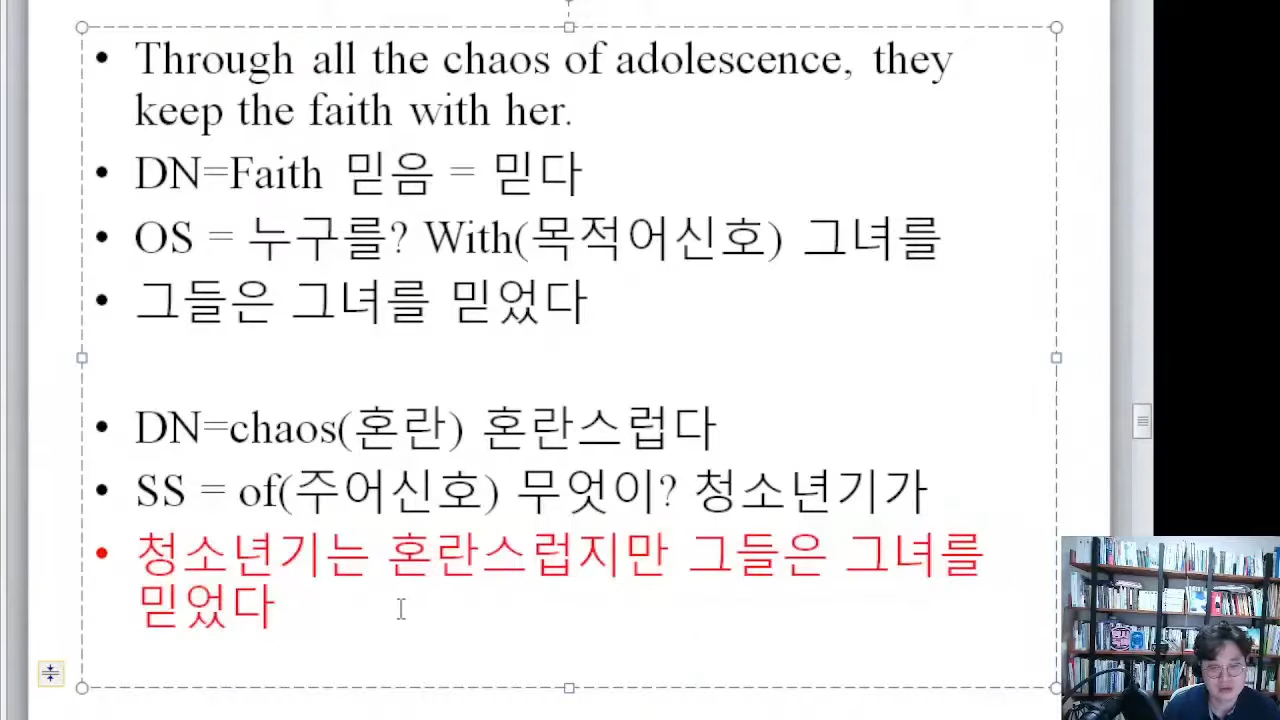 • Through all the chaos of adolescence, they
keep the faith with her.
• DN=Faith 믿음 = 믿다
• OS = 누구를? With(목적어신호) 그녀를
• 그들은 그녀를 믿었다
• DN=chaos(혼란) 혼란스럽다
• SS = of(주어신호) 무엇이? 청소년기가
• 청소년기는 혼란스럽지만 그들은 그녀를
믿었다